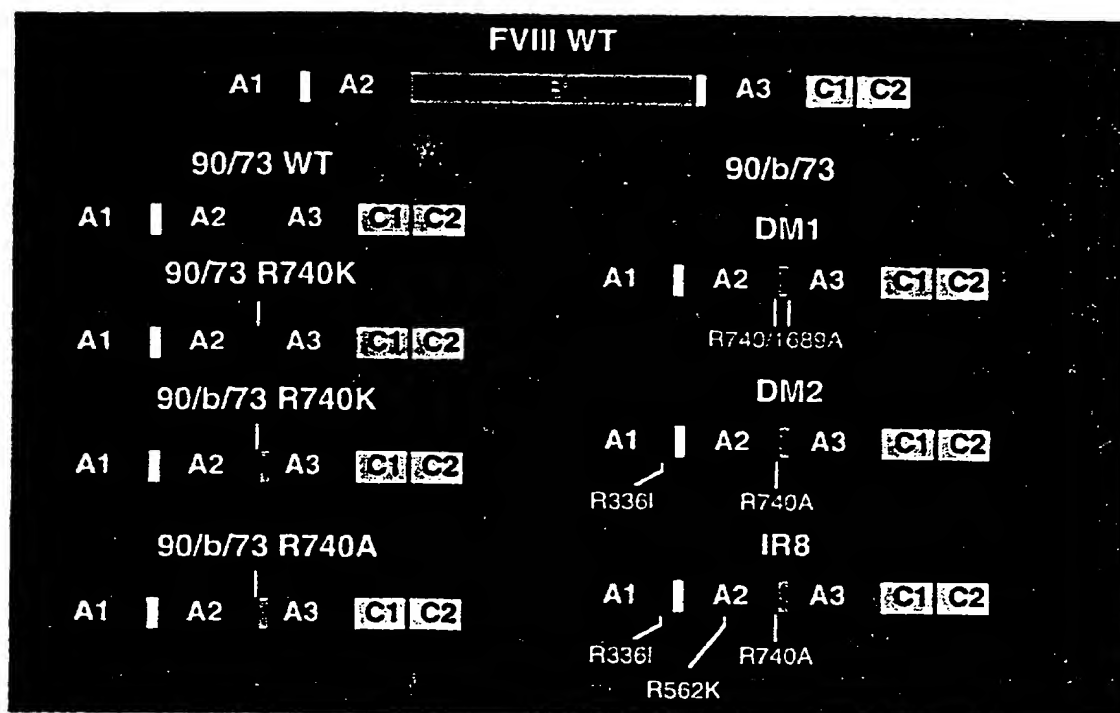 FVIII WT
A1 A2 B A3 C1 C2
90/73 WT
A1 A2 A3 C1 C2
90/73 R740K
A1 A2 A3 C1 C2
90/b/73 R740K
A1 A2 A3 C1 C2
90/b/73 R740A
A1 A2 A3 C1 C2
90/b/73
DM1
A1 A2 A3 C1 C2
R740/1689A
DM2
A1 A2 A3 C1 C2
R336I R740A
IR8
A1 A2 A3 C1 C2
R336I R740A
R562K